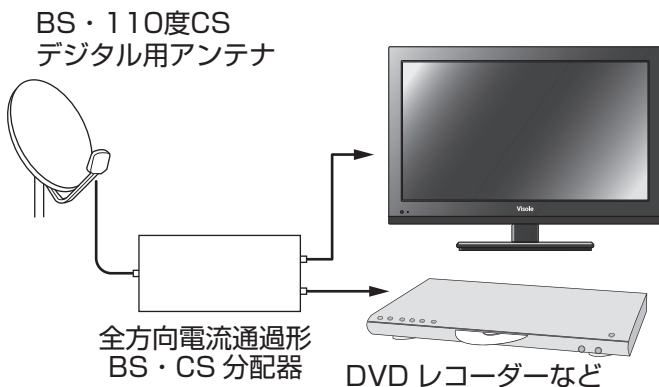 BS・110度CS
デジタル用アンテナ
Visole
全方向電流通過形
BS・CS 分配器
DVD レコーダーなど